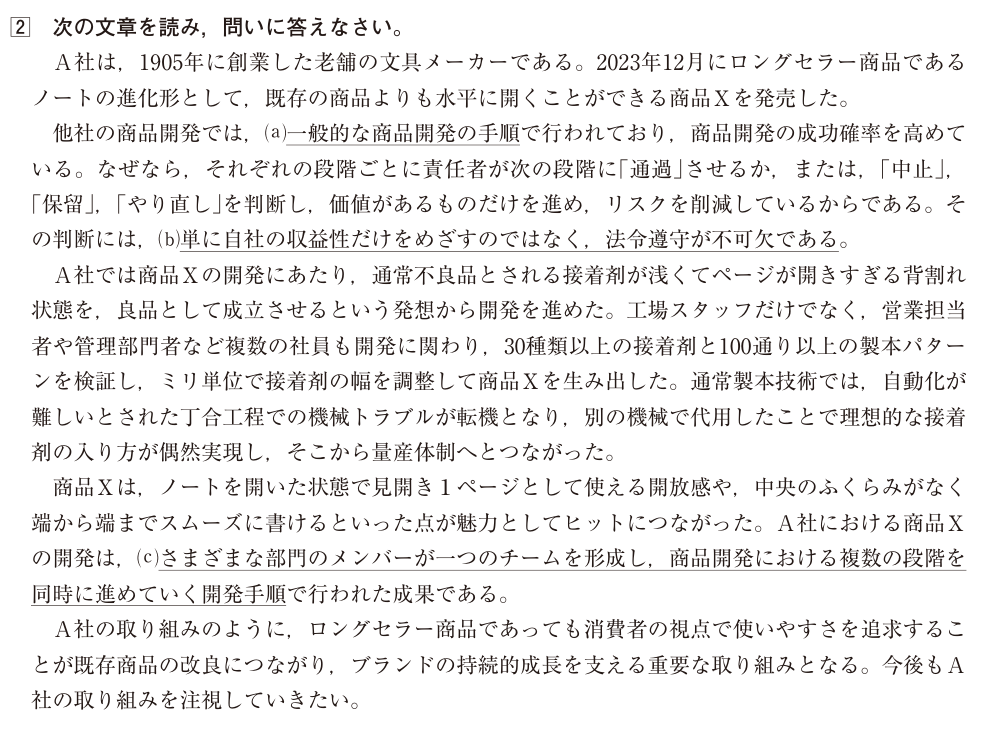 2　次の文章を読み，問いに答えなさい。
　Ａ社は，1905年に創業した老舗の文具メーカーである。2023年12月にロングセラー商品である
ノートの進化形として，既存の商品よりも水平に開くことができる商品Ｘを発売した。
　他社の商品開発では，(a)一般的な商品開発の手順で行われており，商品開発の成功確率を高めて
いる。なぜなら，それぞれの段階ごとに責任者が次の段階に「通過」させるか，または，「中止」，
「保留」，「やり直し」を判断し，価値があるものだけを進め，リスクを削減しているからである。そ
の判断には，(b)単に自社の収益性だけをめざすのではなく，法令遵守が不可欠である。
　Ａ社では商品Ｘの開発にあたり，通常不良品とされる接着剤が浅くてページが開きすぎる背割れ
状態を，良品として成立させるという発想から開発を進めた。工場スタッフだけでなく，営業担当
者や管理部門者など複数の社員も開発に関わり，30種類以上の接着剤と100通り以上の製本パター
ンを検証し，ミリ単位で接着剤の幅を調整して商品Ｘを生み出した。通常製本技術では，自動化が
難しいとされた丁合工程での機械トラブルが転機となり，別の機械で代用したことで理想的な接着
剤の入り方が偶然実現し，そこから量産体制へとつながった。
　商品Ｘは，ノートを開いた状態で見開き１ページとして使える開放感や，中央のふくらみがなく
端から端までスムーズに書けるといった点が魅力としてヒットにつながった。Ａ社における商品Ｘ
の開発は，(c)さまざまな部門のメンバーが一つのチームを形成し，商品開発における複数の段階を
同時に進めていく開発手順で行われた成果である。
　Ａ社の取り組みのように，ロングセラー商品であっても消費者の視点で使いやすさを追求するこ
とが既存商品の改良につながり，ブランドの持続的成長を支える重要な取り組みとなる。今後もＡ
社の取り組みを注視していきたい。